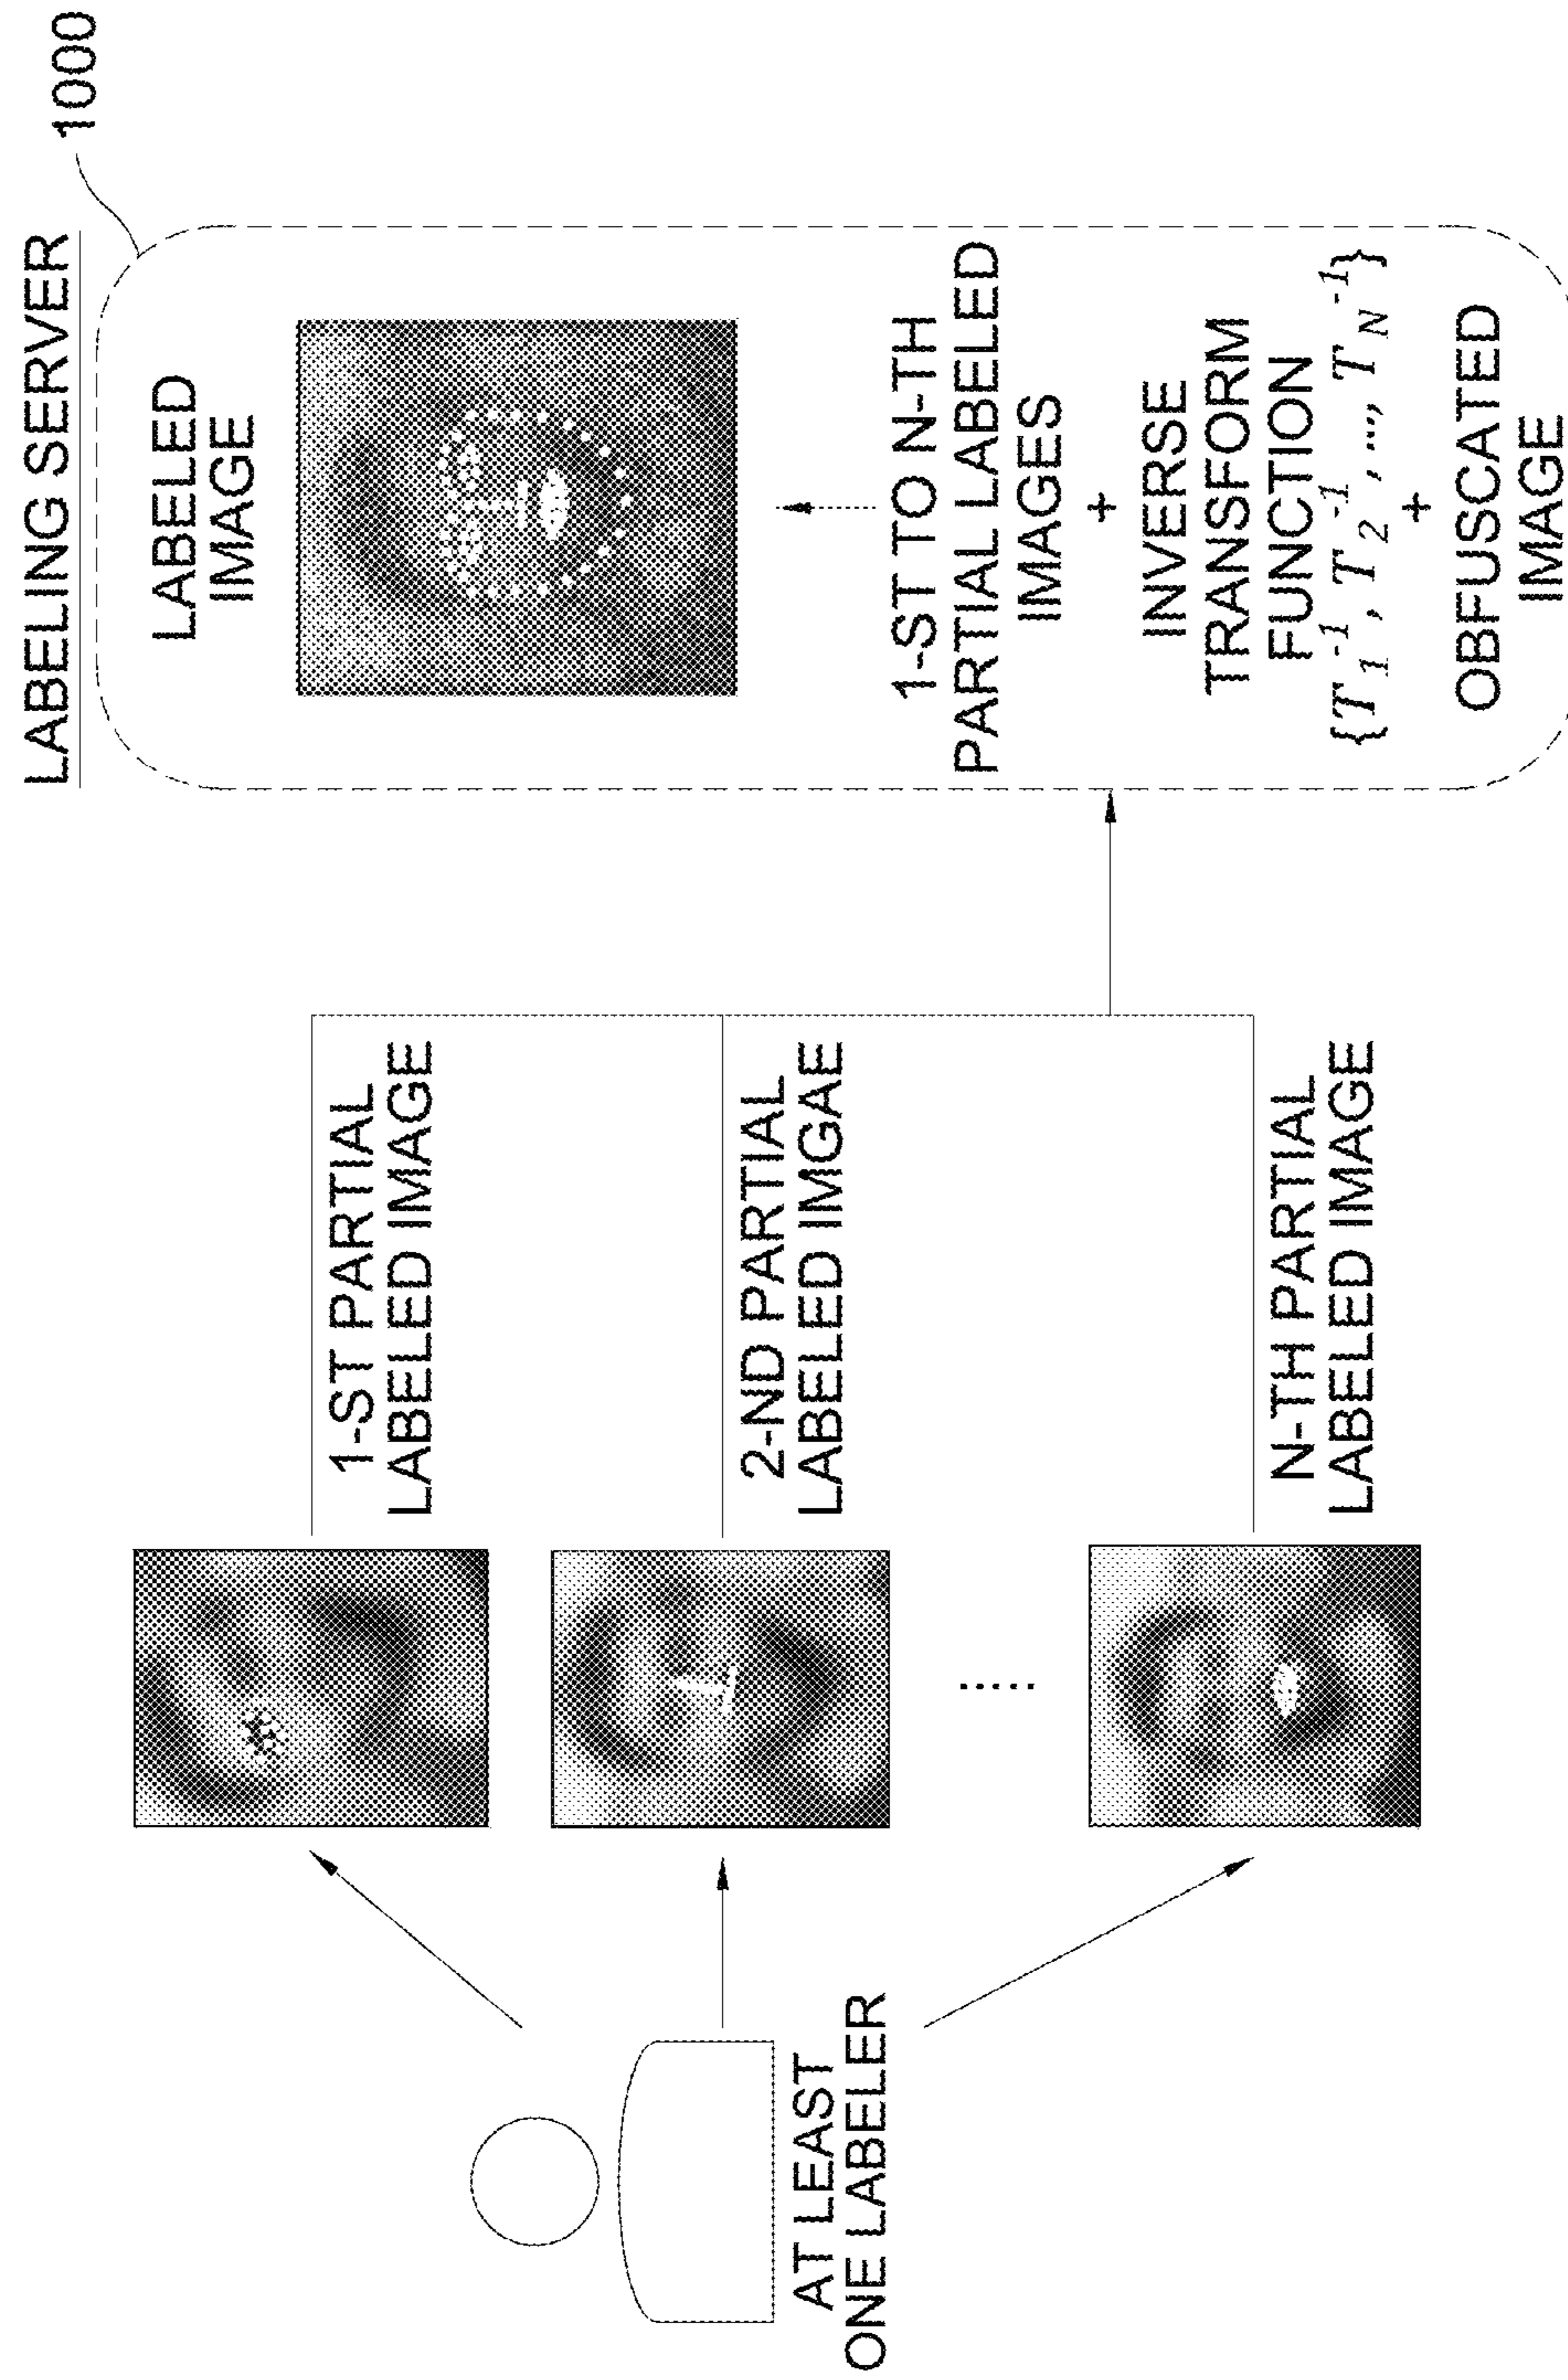 AT LEAST
ONE LABELER
1-ST PARTIAL
LABELED IMAGE
2-ND PARTIAL
LABELED IMGAE
.....
N-TH PARTIAL
LABELED IMAGE
LABELING SERVER
1000
LABELED
IMAGE
1-ST TO N-TH
PARTIAL LABELED
IMAGES
+
INVERSE
TRANSFORM
FUNCTION
{T₁⁻¹, T₂⁻¹, ..., T_N⁻¹}
+
OBFUSCATED
IMAGE